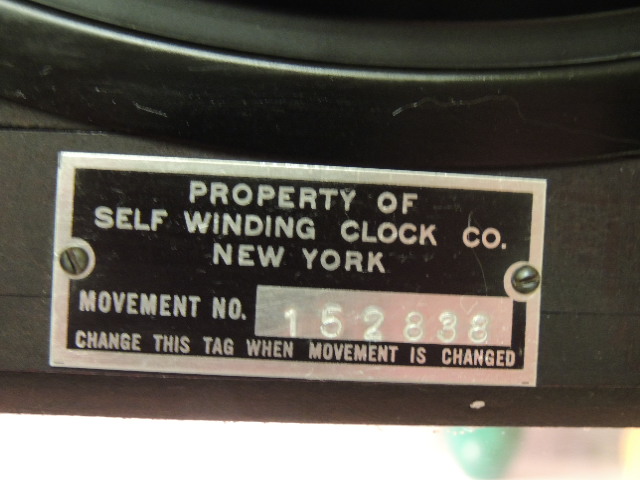 PROPERTY OF
SELF WINDING CLOCK CO.
NEW YORK
MOVEMENT NO. 152838
CHANGE THIS TAG WHEN MOVEMENT IS CHANGED